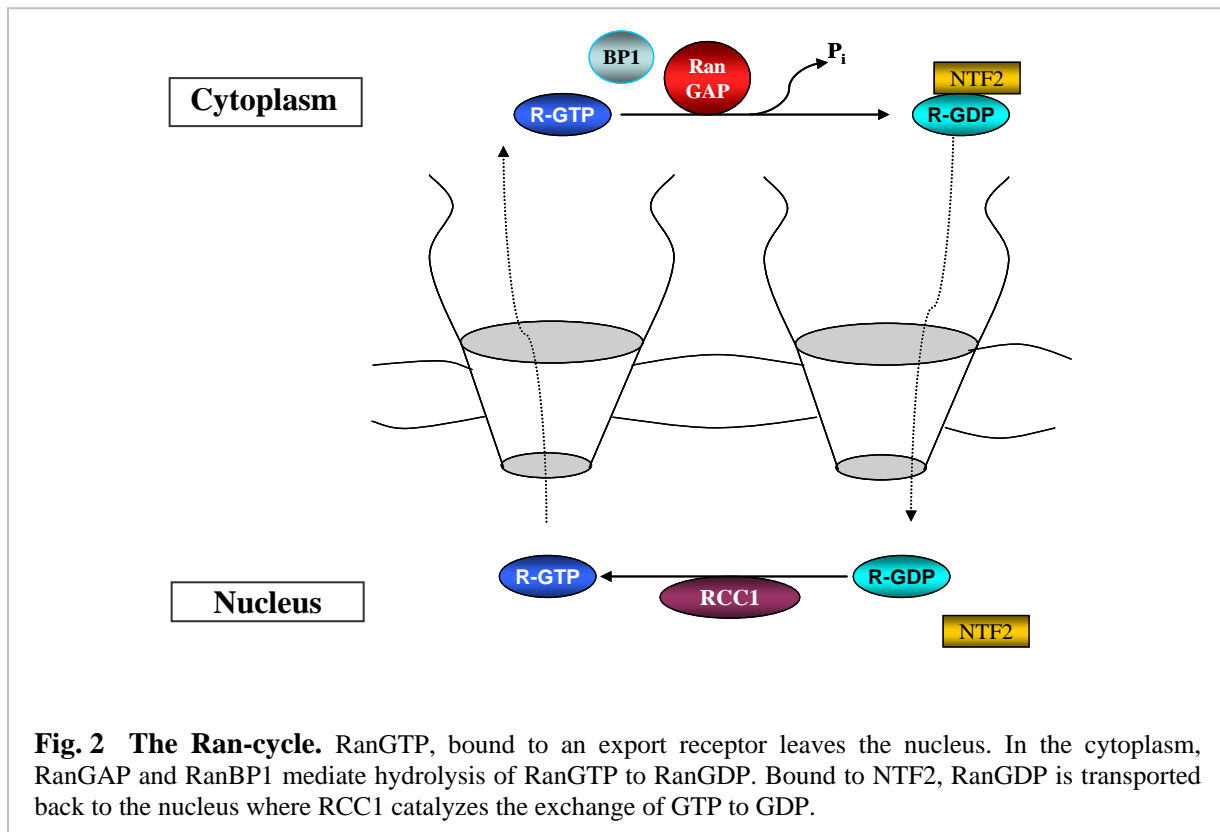 BP1
Ran
GAP
Pi
NTF2
Cytoplasm
R-GTP
R-GDP
R-GTP
R-GDP
RCC1
Nucleus
NTF2
Fig. 2 The Ran-cycle. RanGTP, bound to an export receptor leaves the nucleus. In the cytoplasm,
RanGAP and RanBP1 mediate hydrolysis of RanGTP to RanGDP. Bound to NTF2, RanGDP is transported
back to the nucleus where RCC1 catalyzes the exchange of GTP to GDP.